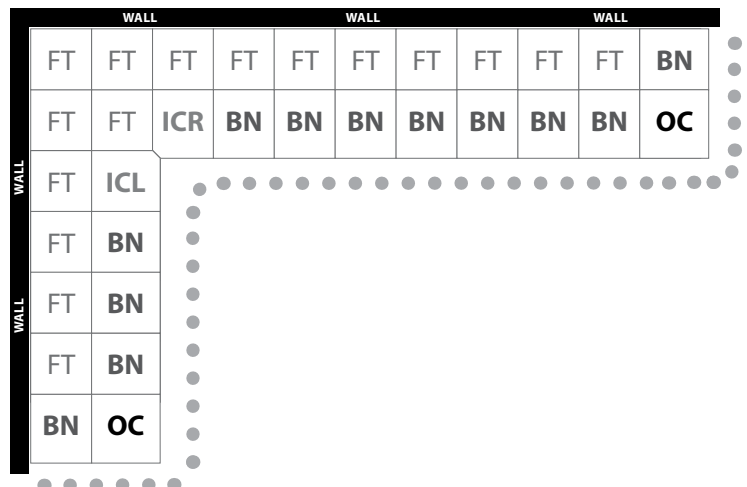 WALL WALL WALL
FT FT FT FT FT FT FT FT FT FT BN
FT FT ICR BN BN BN BN BN BN BN OC
WALL
FT ICL
FT BN
WALL
FT BN
FT BN
BN OC